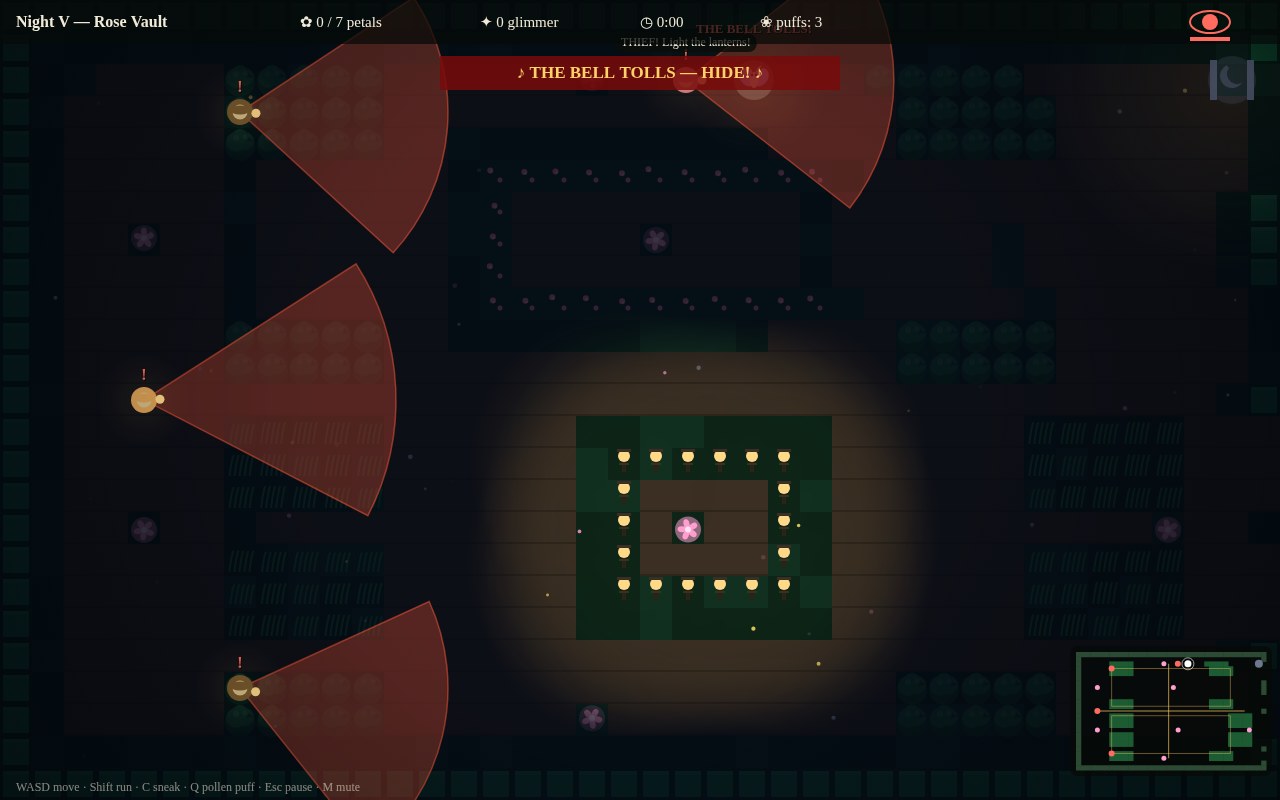 Night V — Rose Vault
✿ 0 / 7 petals
✦ 0 glimmer
◷ 0:00
❀ puffs: 3
THE BELL TOLLS!
THIEF! Light the lanterns!
♪ THE BELL TOLLS — HIDE! ♪
!
!
!
!
WASD move · Shift run · C sneak · Q pollen puff · Esc pause · M mute